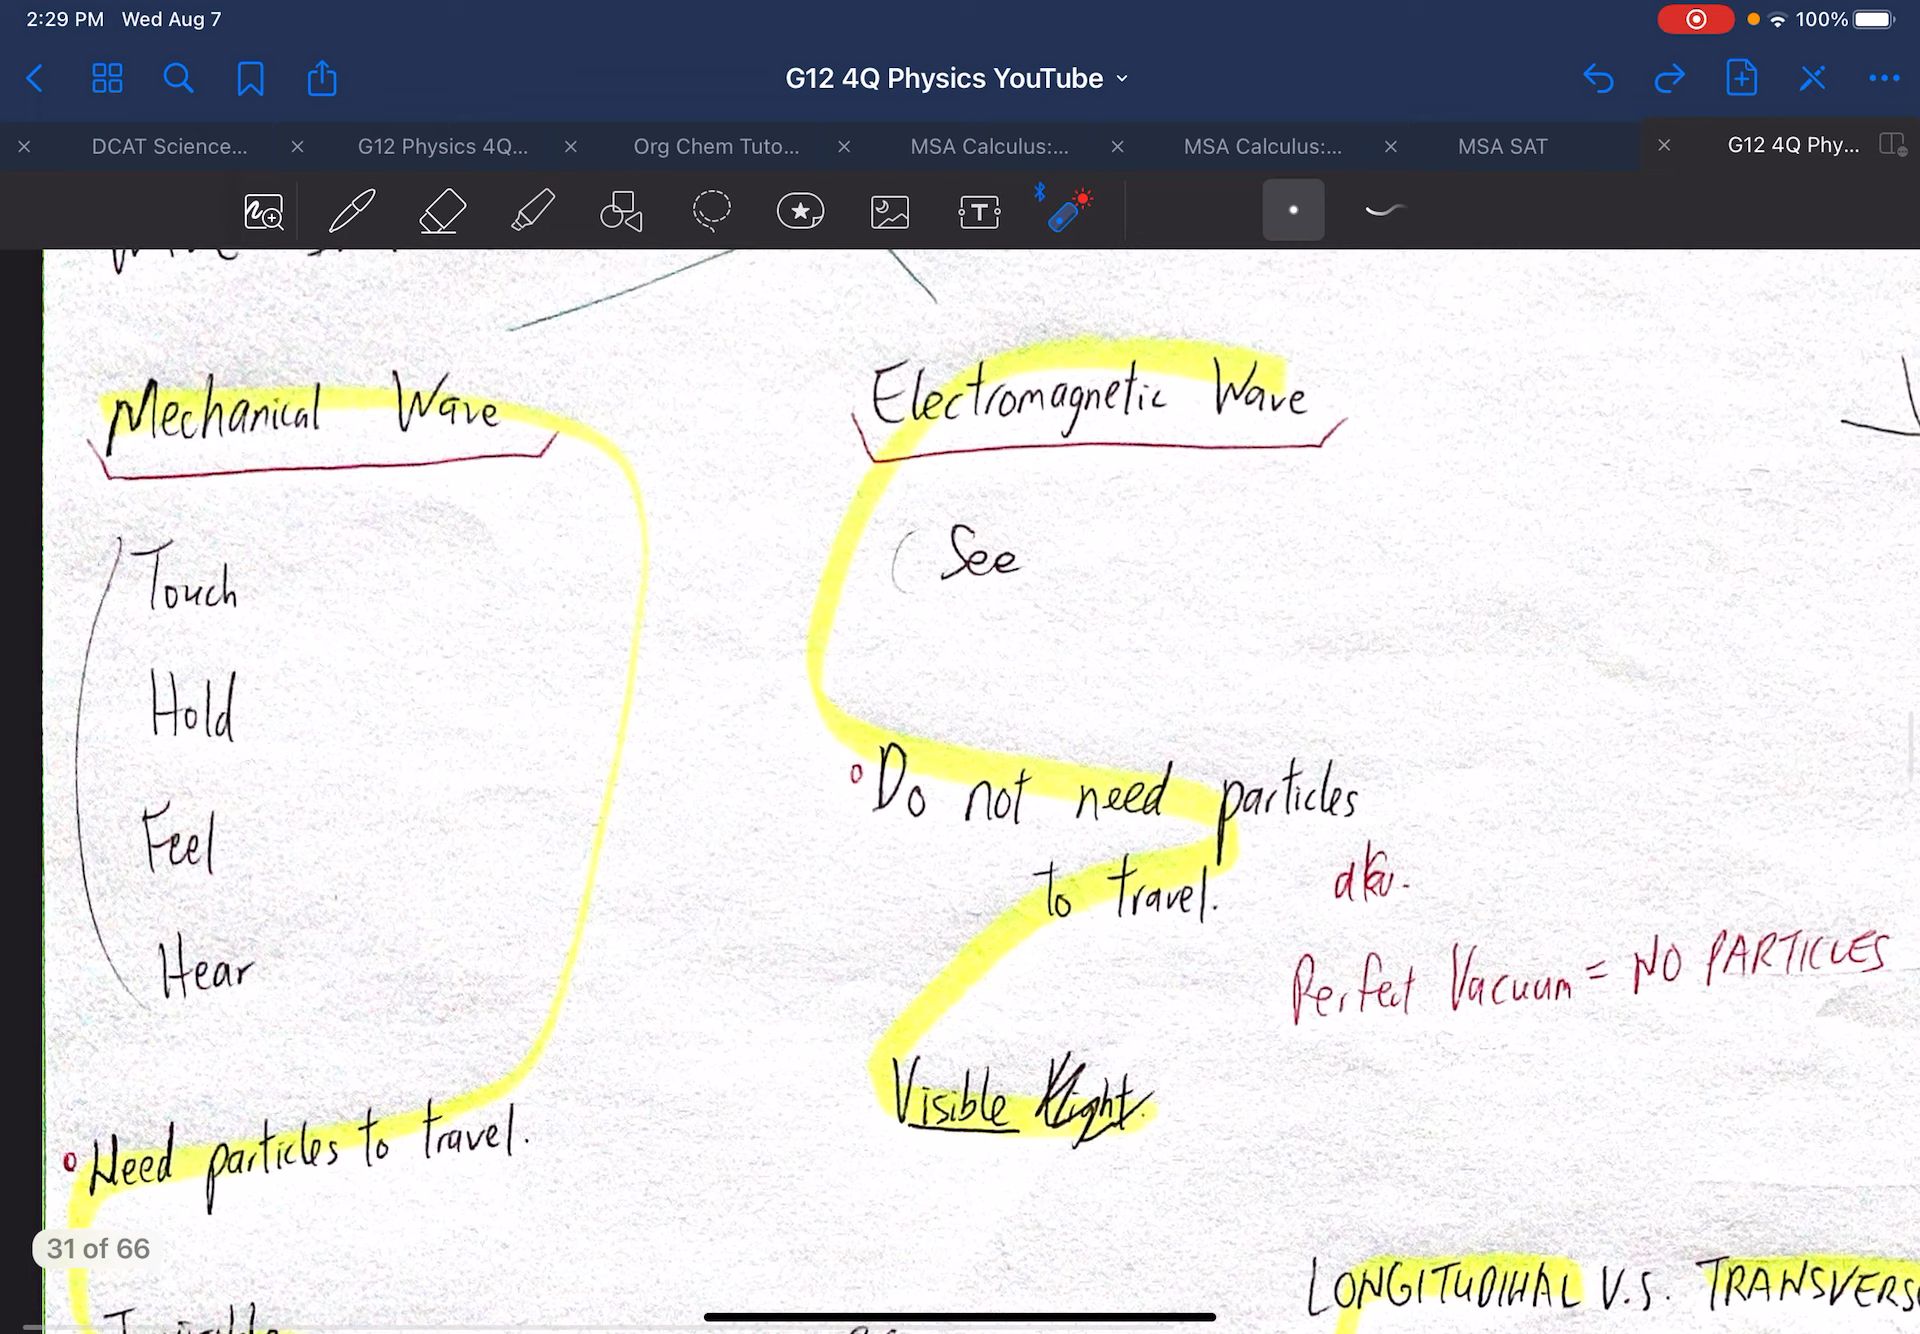 2:29 PM Wed Aug 7
100%
G12 4Q Physics YouTube
DCAT Science...
G12 Physics 4Q...
Org Chem Tuto...
MSA Calculus:...
MSA Calculus:...
MSA SAT
G12 4Q Phy...
Mechanical Wave
Touch
Hold
Feel
Hear
Need particles to travel.
Electromagnetic Wave
See
Do not need particles
to travel.
aka.
Perfect Vacuum = NO PARTICLES
Visible Light.
31 of 66
LONGITUDINAL V.S. TRANSVERS